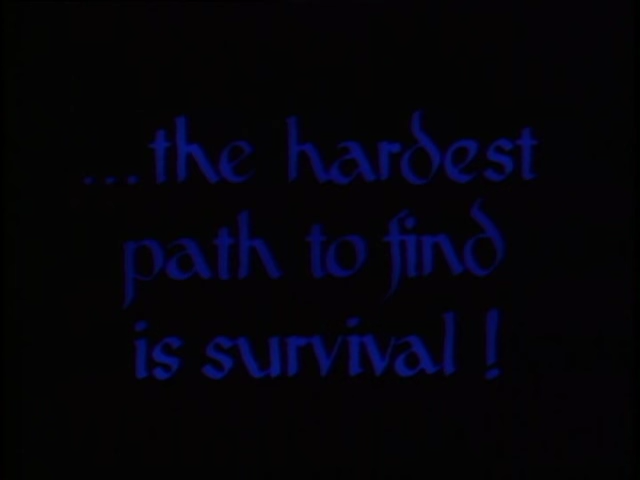 ...the hardest
path to find
is survival !